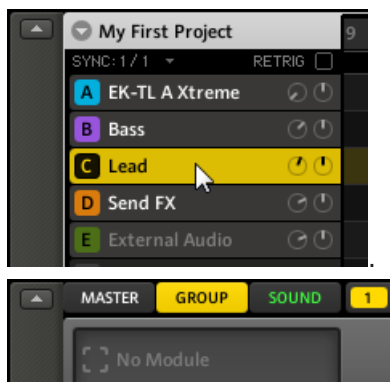 My First Project 9
SYNC: 1 / 1 RETRIG
A EK-TL A Xtreme
B Bass
C Lead
D Send FX
E External Audio
.
MASTER GROUP SOUND 1
No Module